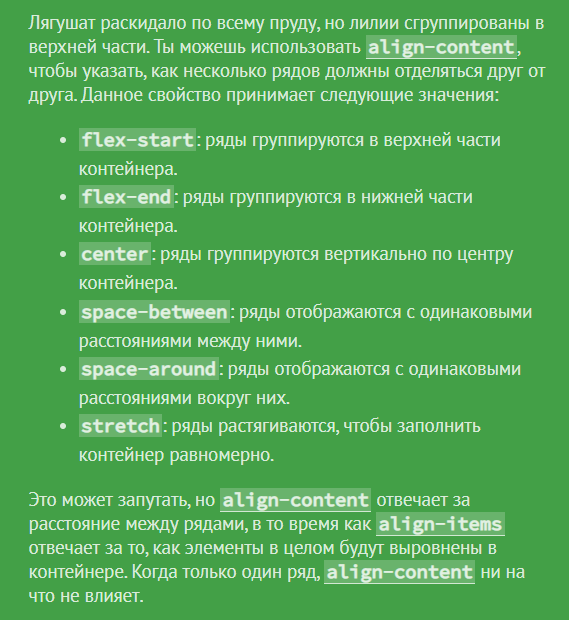 Лягушат раскидало по всему пруду, но лилии сгруппированы в
верхней части. Ты можешь использовать align-content,
чтобы указать, как несколько рядов должны отделяться друг от
друга. Данное свойство принимает следующие значения:
• flex-start: ряды группируются в верхней части
контейнера.
• flex-end: ряды группируются в нижней части
контейнера.
• center: ряды группируются вертикально по центру
контейнера.
• space-between: ряды отображаются с одинаковыми
расстояниями между ними.
• space-around: ряды отображаются с одинаковыми
расстояниями вокруг них.
• stretch: ряды растягиваются, чтобы заполнить
контейнер равномерно.
Это может запутать, но align-content отвечает за
расстояние между рядами, в то время как align-items
отвечает за то, как элементы в целом будут выровнены в
контейнере. Когда только один ряд, align-content ни на
что не влияет.